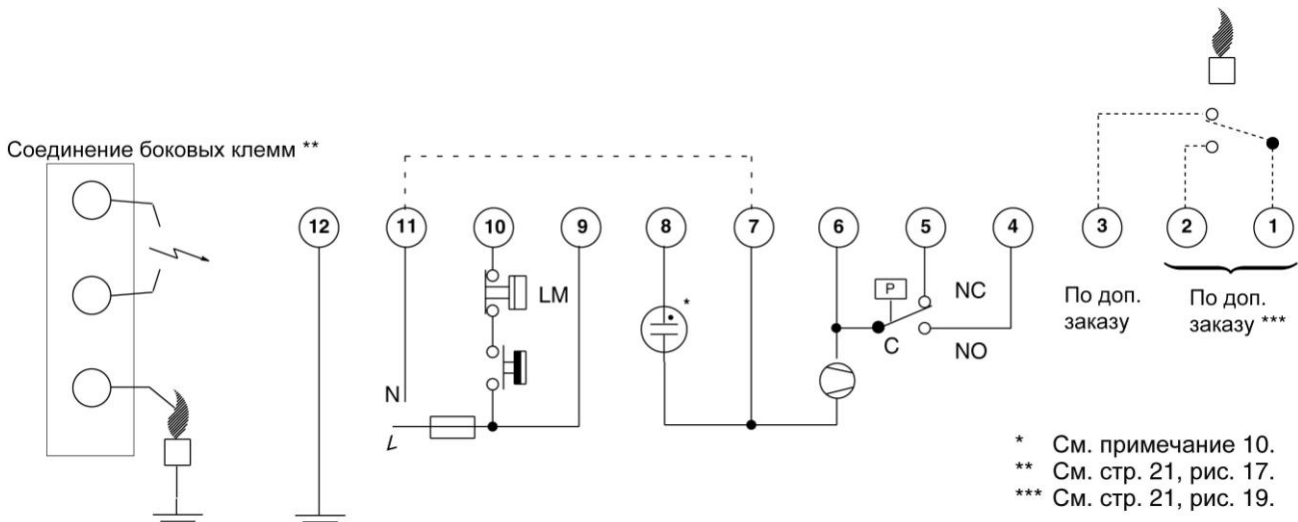 Соединение боковых клемм **
12
11
10
9
8
7
6
5
4
3
2
1
LM
*
P
NC
C
NO
N
L
По доп.
заказу
По доп.
заказу ***
* См. примечание 10.
** См. стр. 21, рис. 17.
*** См. стр. 21, рис. 19.